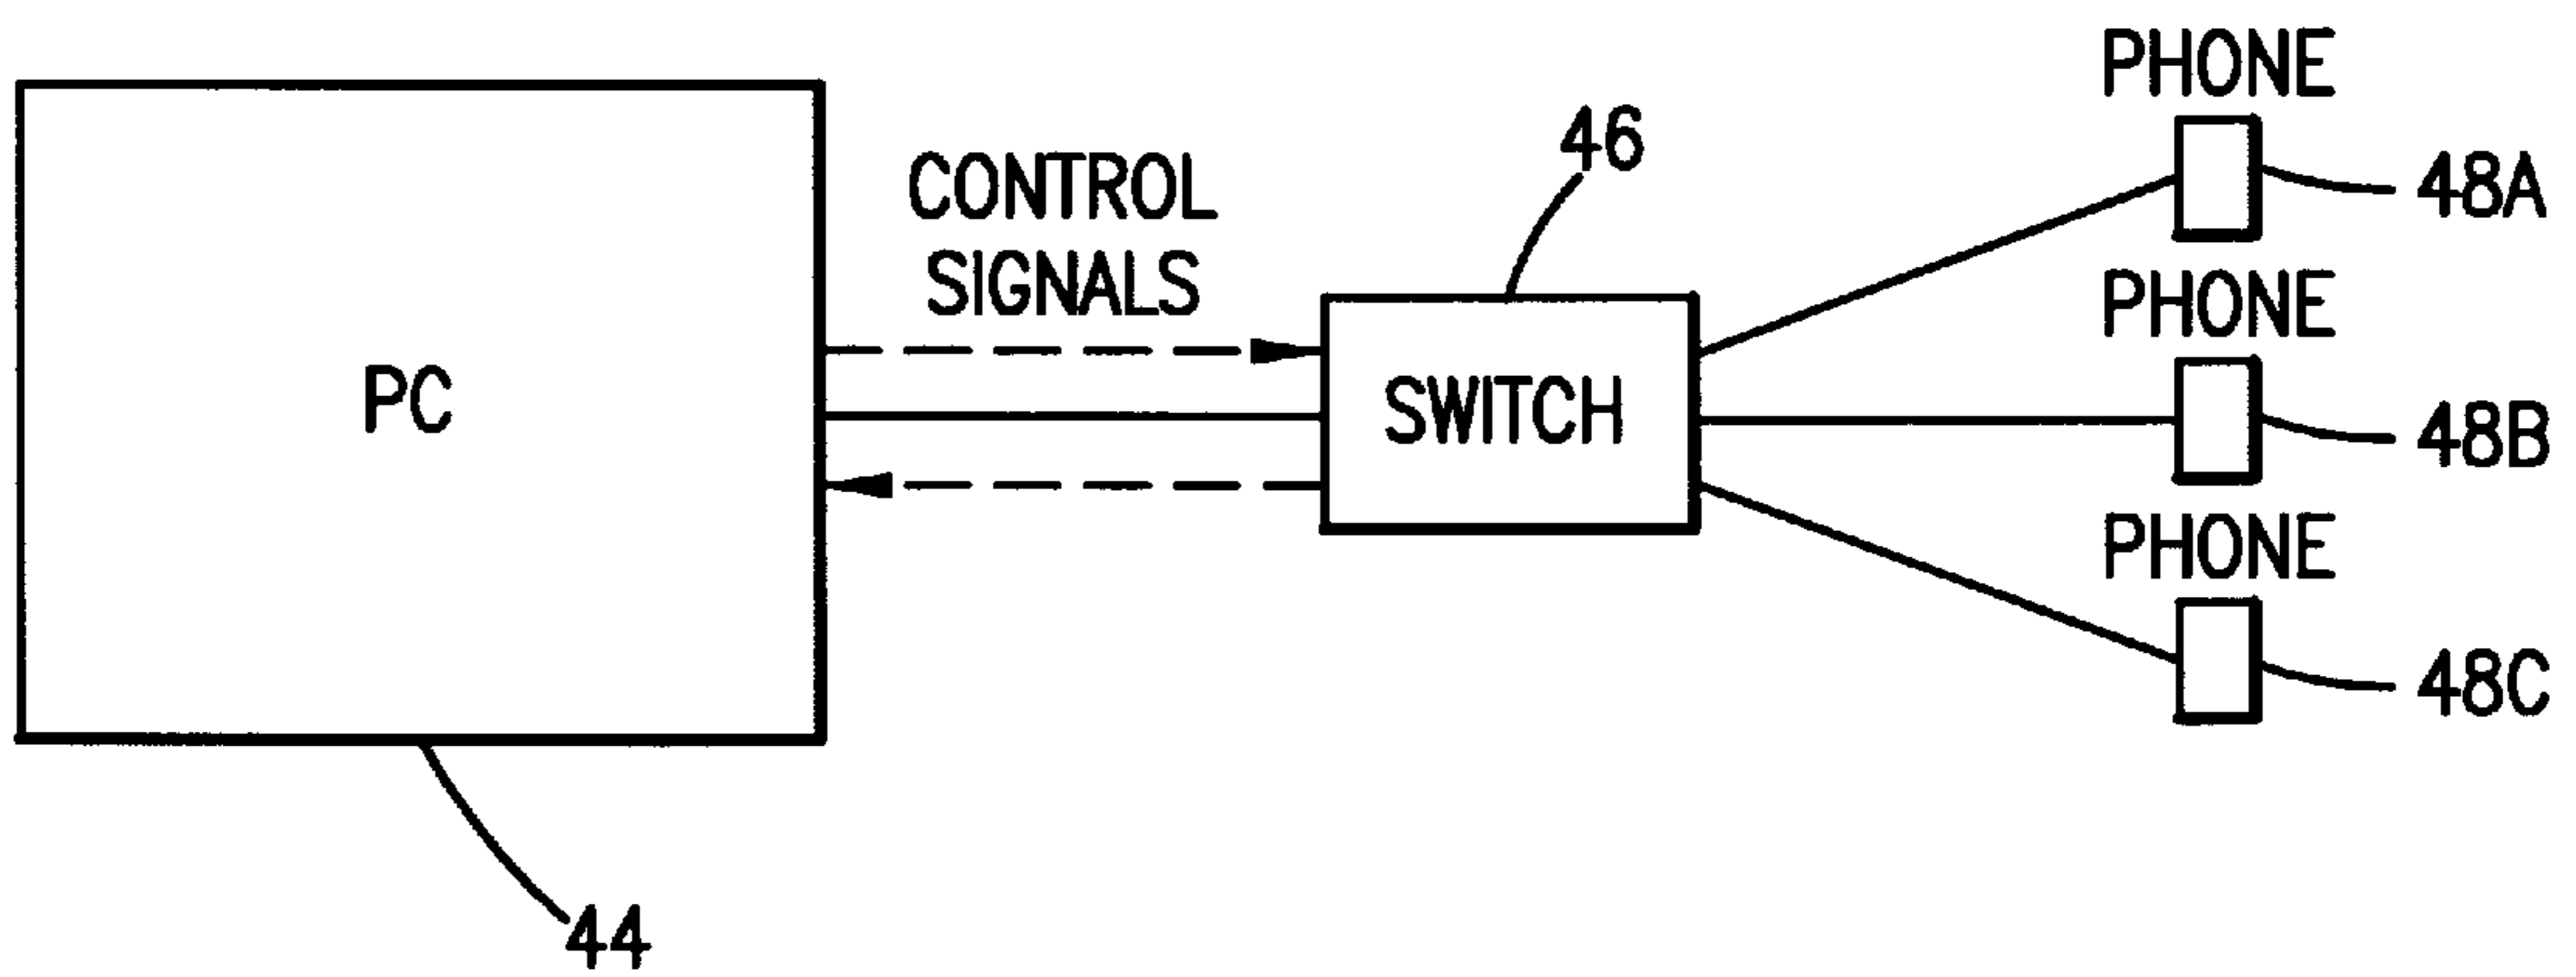 PHONE
48A
46
CONTROL
SIGNALS
PHONE
PC
SWITCH
48B
PHONE
48C
44